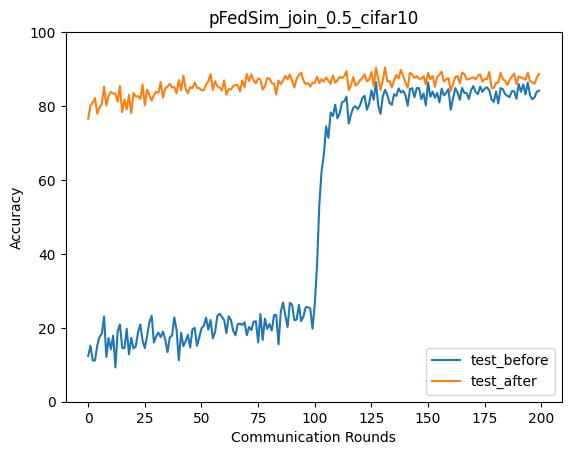 pFedSim_join_0.5_cifar10
100
80
60
40
20
0
Accuracy
0 25 50 75 100 125 150 175 200
Communication Rounds
test_before
test_after